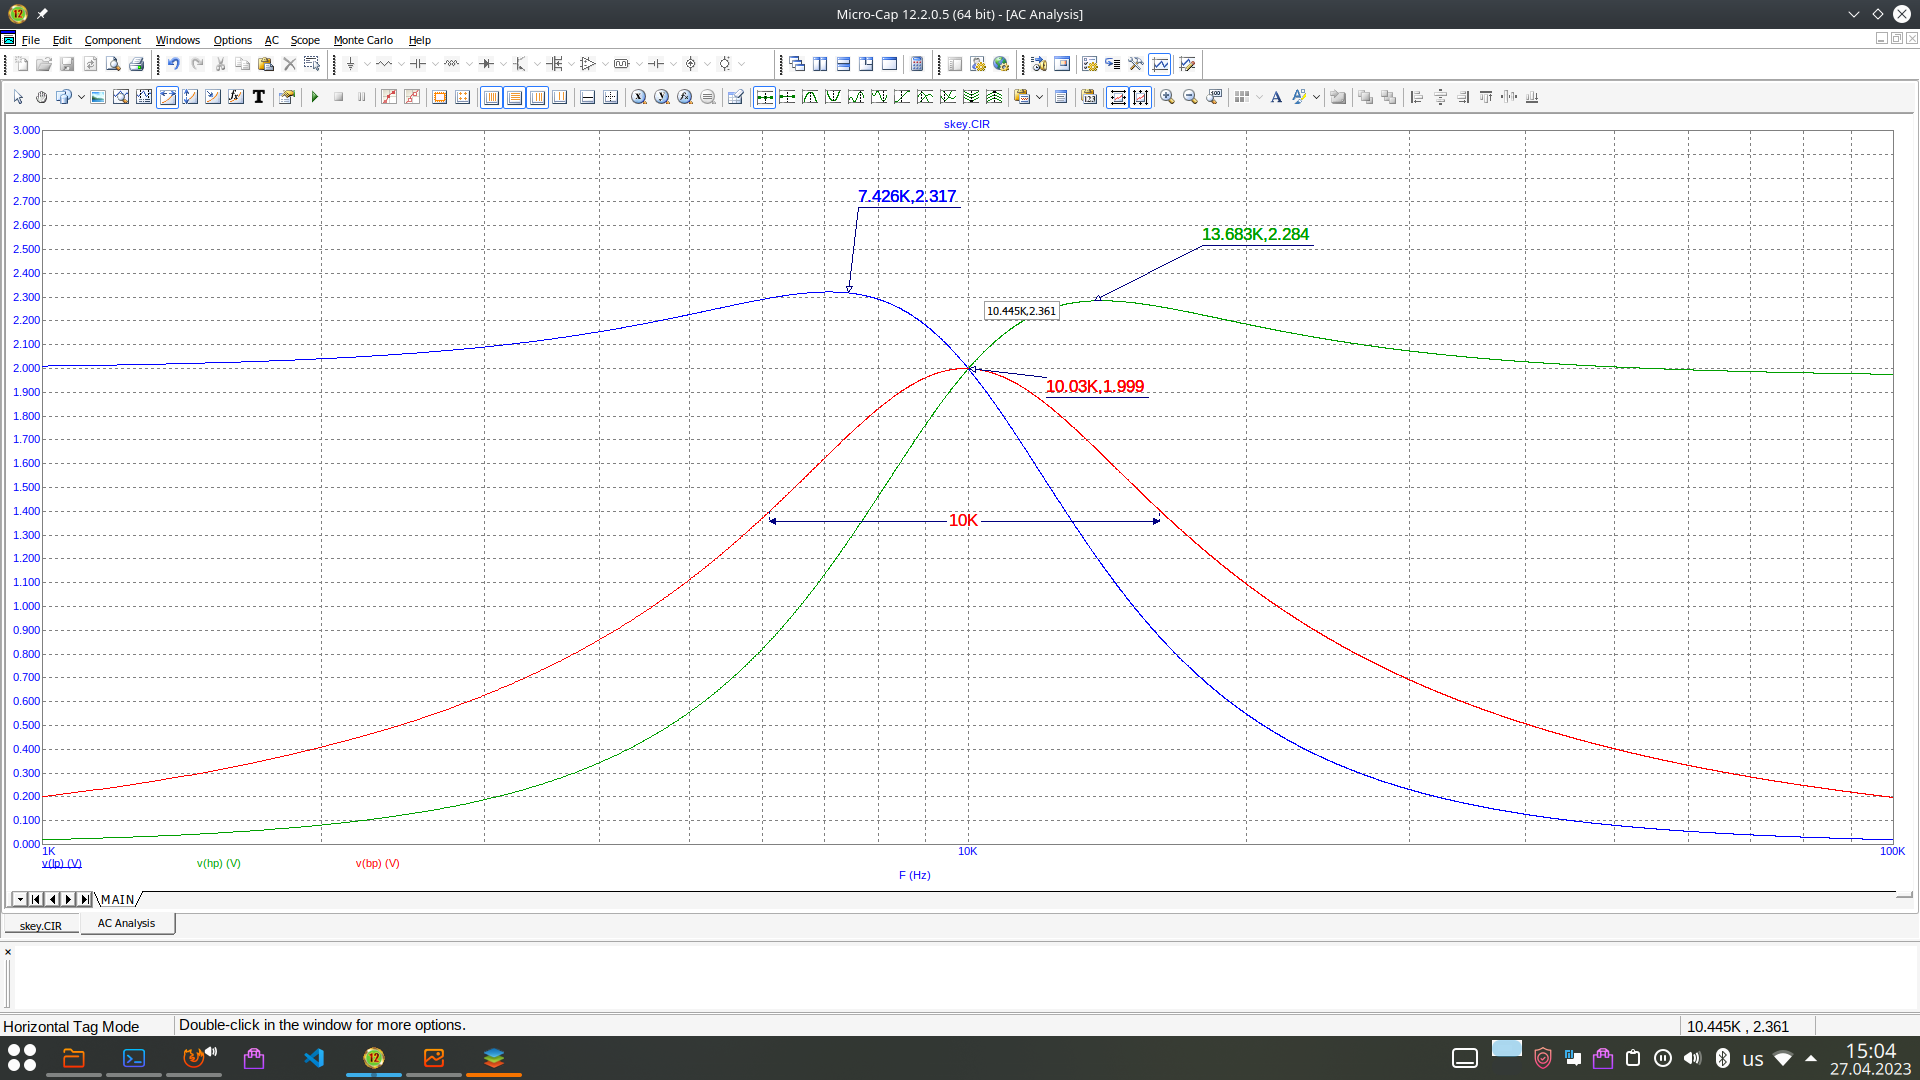 Micro-Cap 12.2.0.5 (64 bit) - [AC Analysis]
File Edit Component Windows Options AC Scope Monte Carlo Help
skey.CIR
3.000
2.900
2.800
2.700
2.600
2.500
2.400
2.300
2.200
2.100
2.000
1.900
1.800
1.700
1.600
1.500
1.400
1.300
1.200
1.100
1.000
0.900
0.800
0.700
0.600
0.500
0.400
0.300
0.200
0.100
0.000
7.426K,2.317
13.683K,2.284
10.445K,2.361
10.03K,1.999
10K
1K 10K 100K
v(lp) (V) v(hp) (V) v(bp) (V)
F (Hz)
MAIN
skey.CIR AC Analysis
Horizontal Tag Mode Double-click in the window for more options. 10.445K , 2.361
us 15:04
27.04.2023